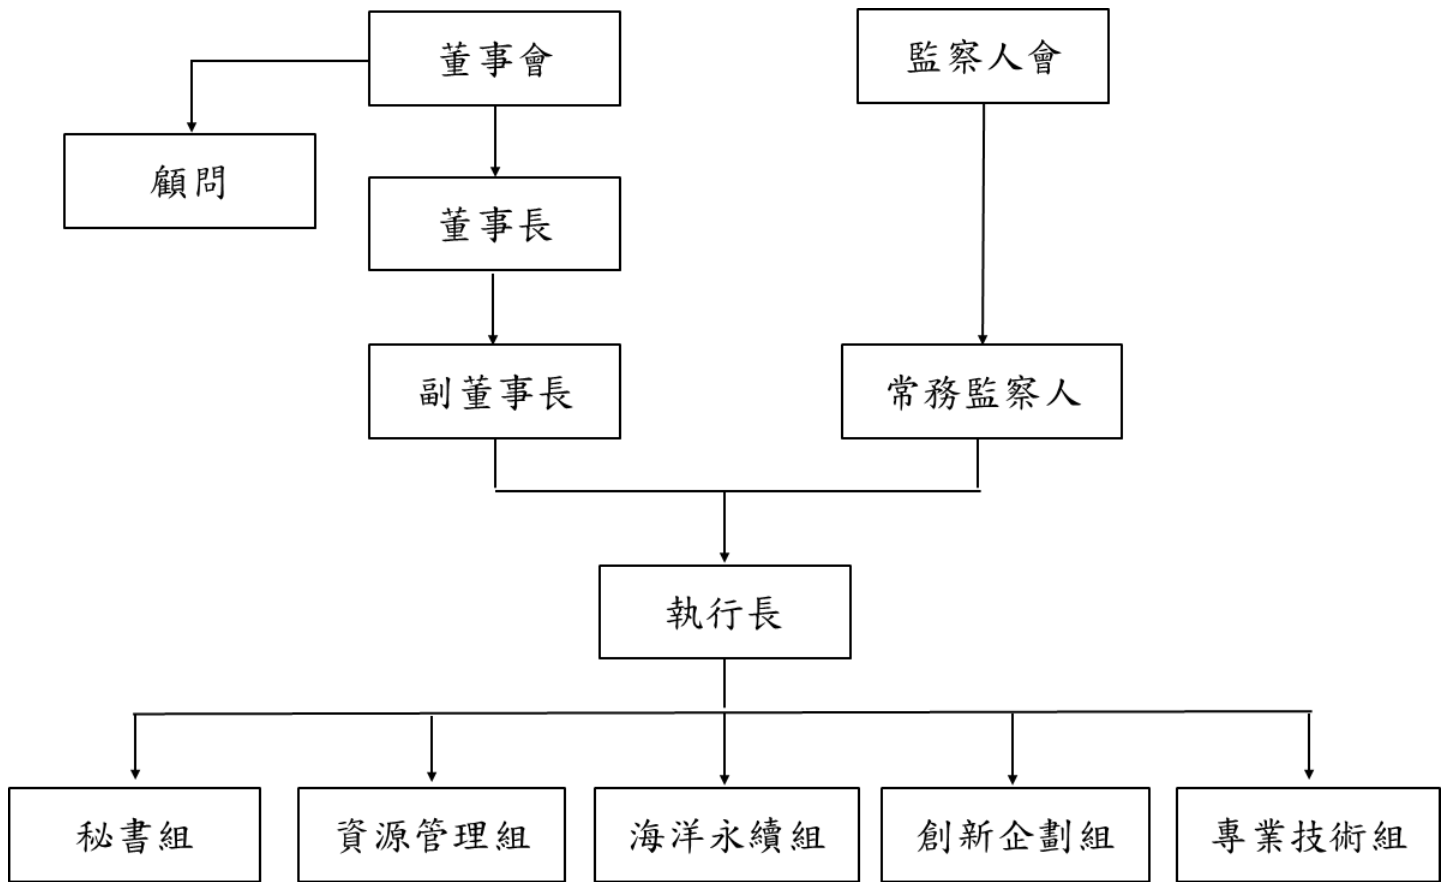 董事會
監察人會
顧問
董事長
副董事長
常務監察人
執行長
秘書組
資源管理組
海洋永續組
創新企劃組
專業技術組